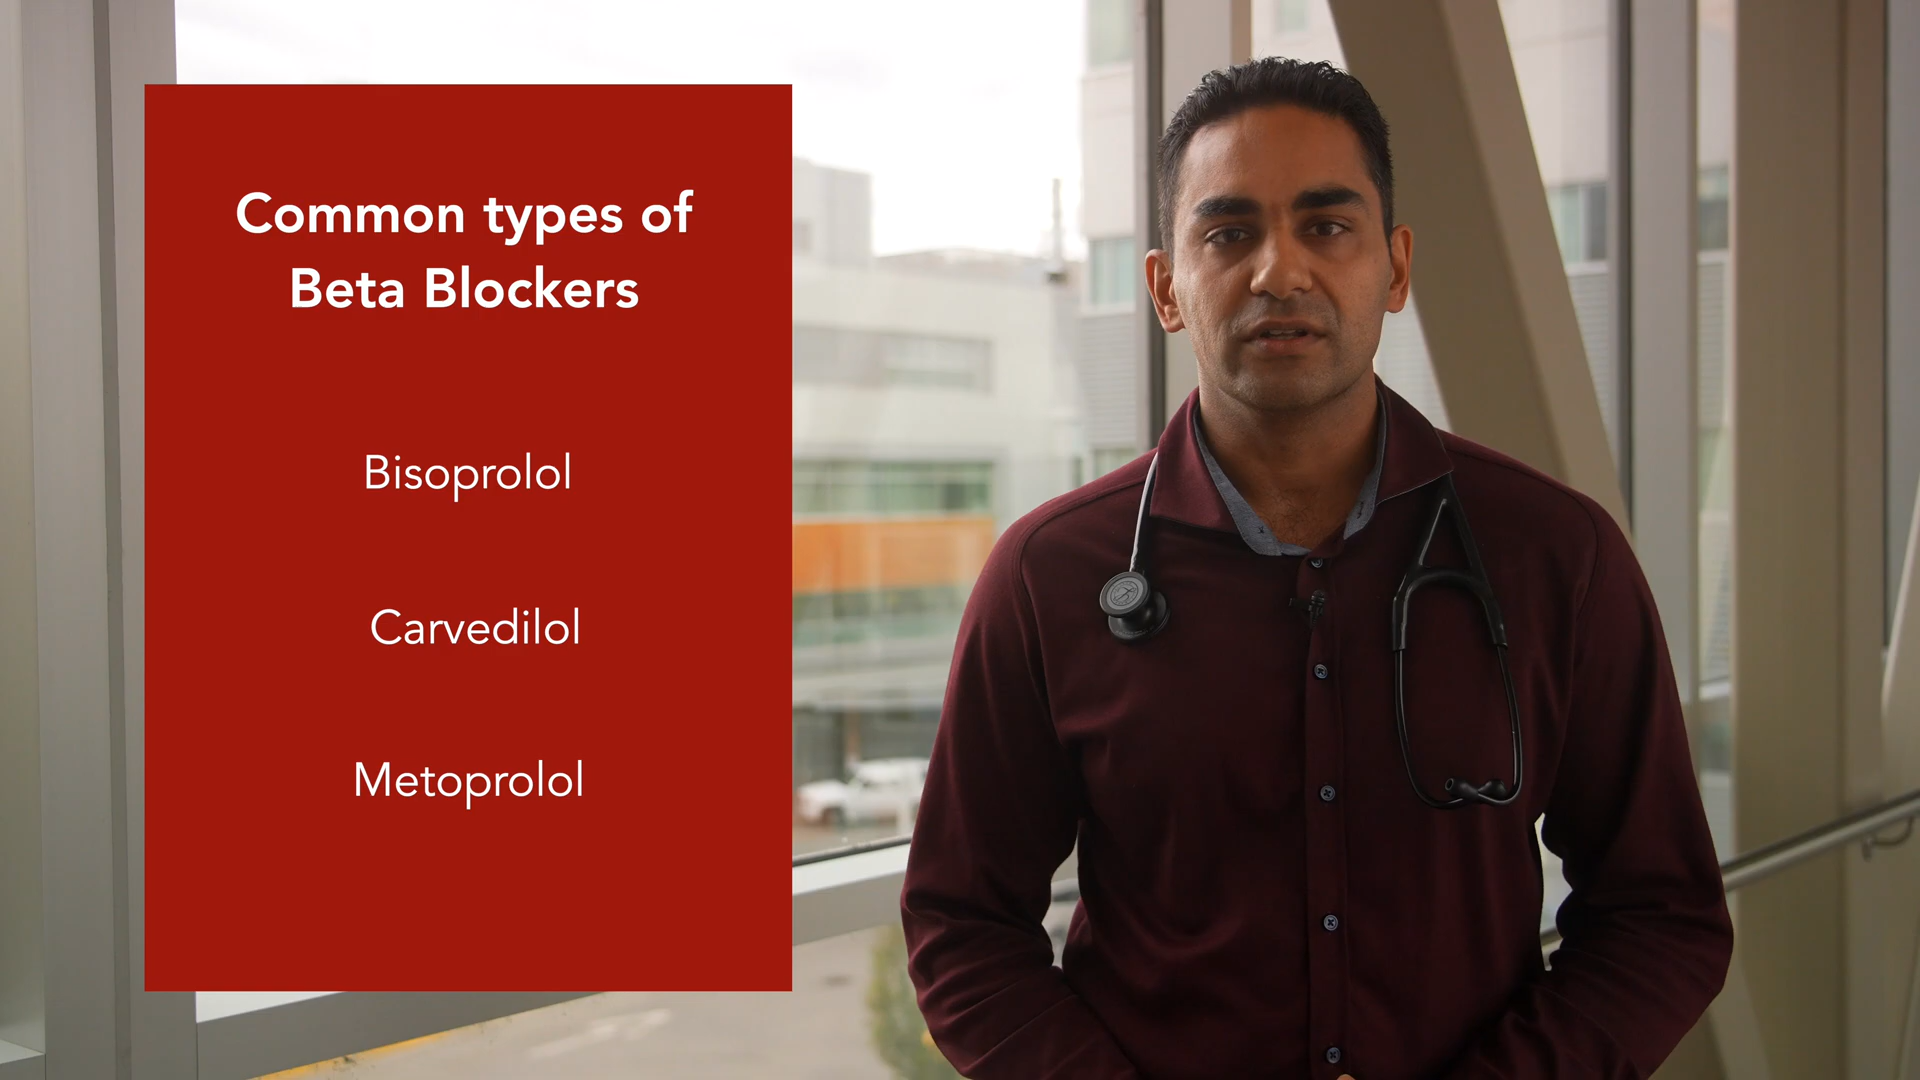 Common types of
Beta Blockers
Bisoprolol
Carvedilol
Metoprolol